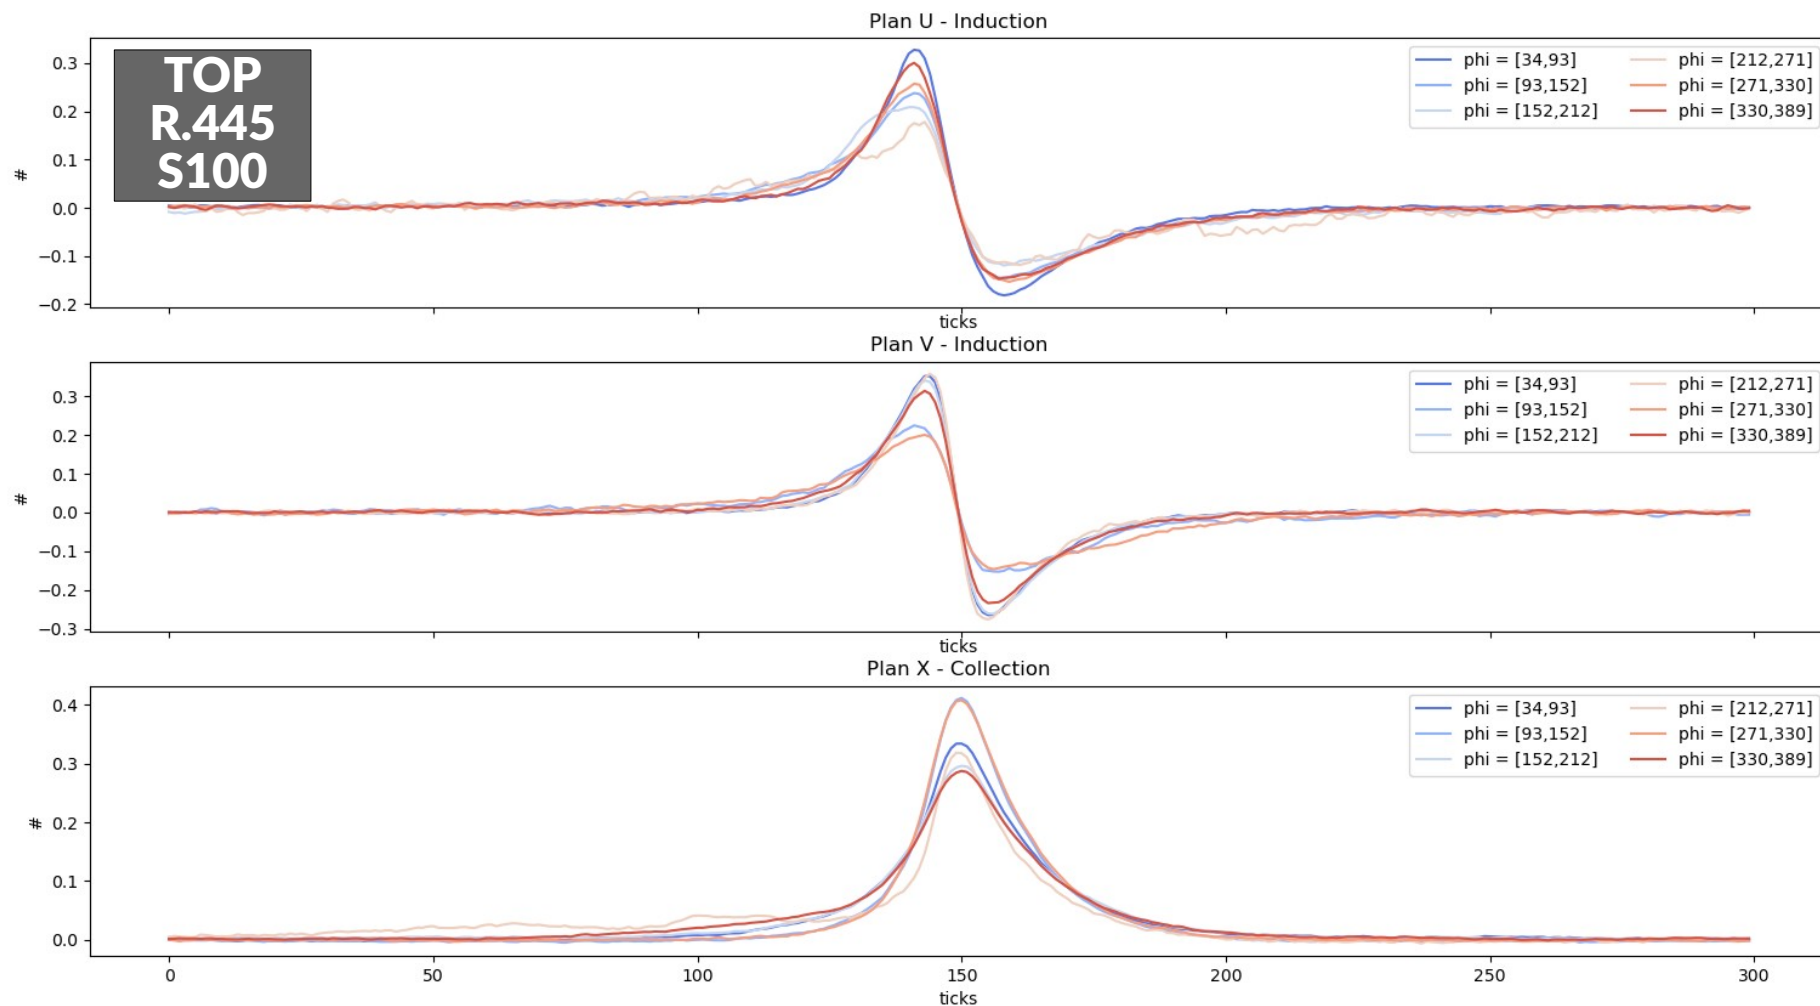 Plan U - Induction
TOP
R.445
S100
phi = [34,93]
phi = [93,152]
phi = [152,212]
phi = [212,271]
phi = [271,330]
phi = [330,389]
0.3
0.2
0.1
0.0
−0.1
−0.2
#
ticks
Plan V - Induction
phi = [34,93]
phi = [93,152]
phi = [152,212]
phi = [212,271]
phi = [271,330]
phi = [330,389]
0.3
0.2
0.1
0.0
−0.1
−0.2
−0.3
#
ticks
Plan X - Collection
phi = [34,93]
phi = [93,152]
phi = [152,212]
phi = [212,271]
phi = [271,330]
phi = [330,389]
0.4
0.3
0.2
0.1
0.0
#
0 50 100 150 200 250 300
ticks